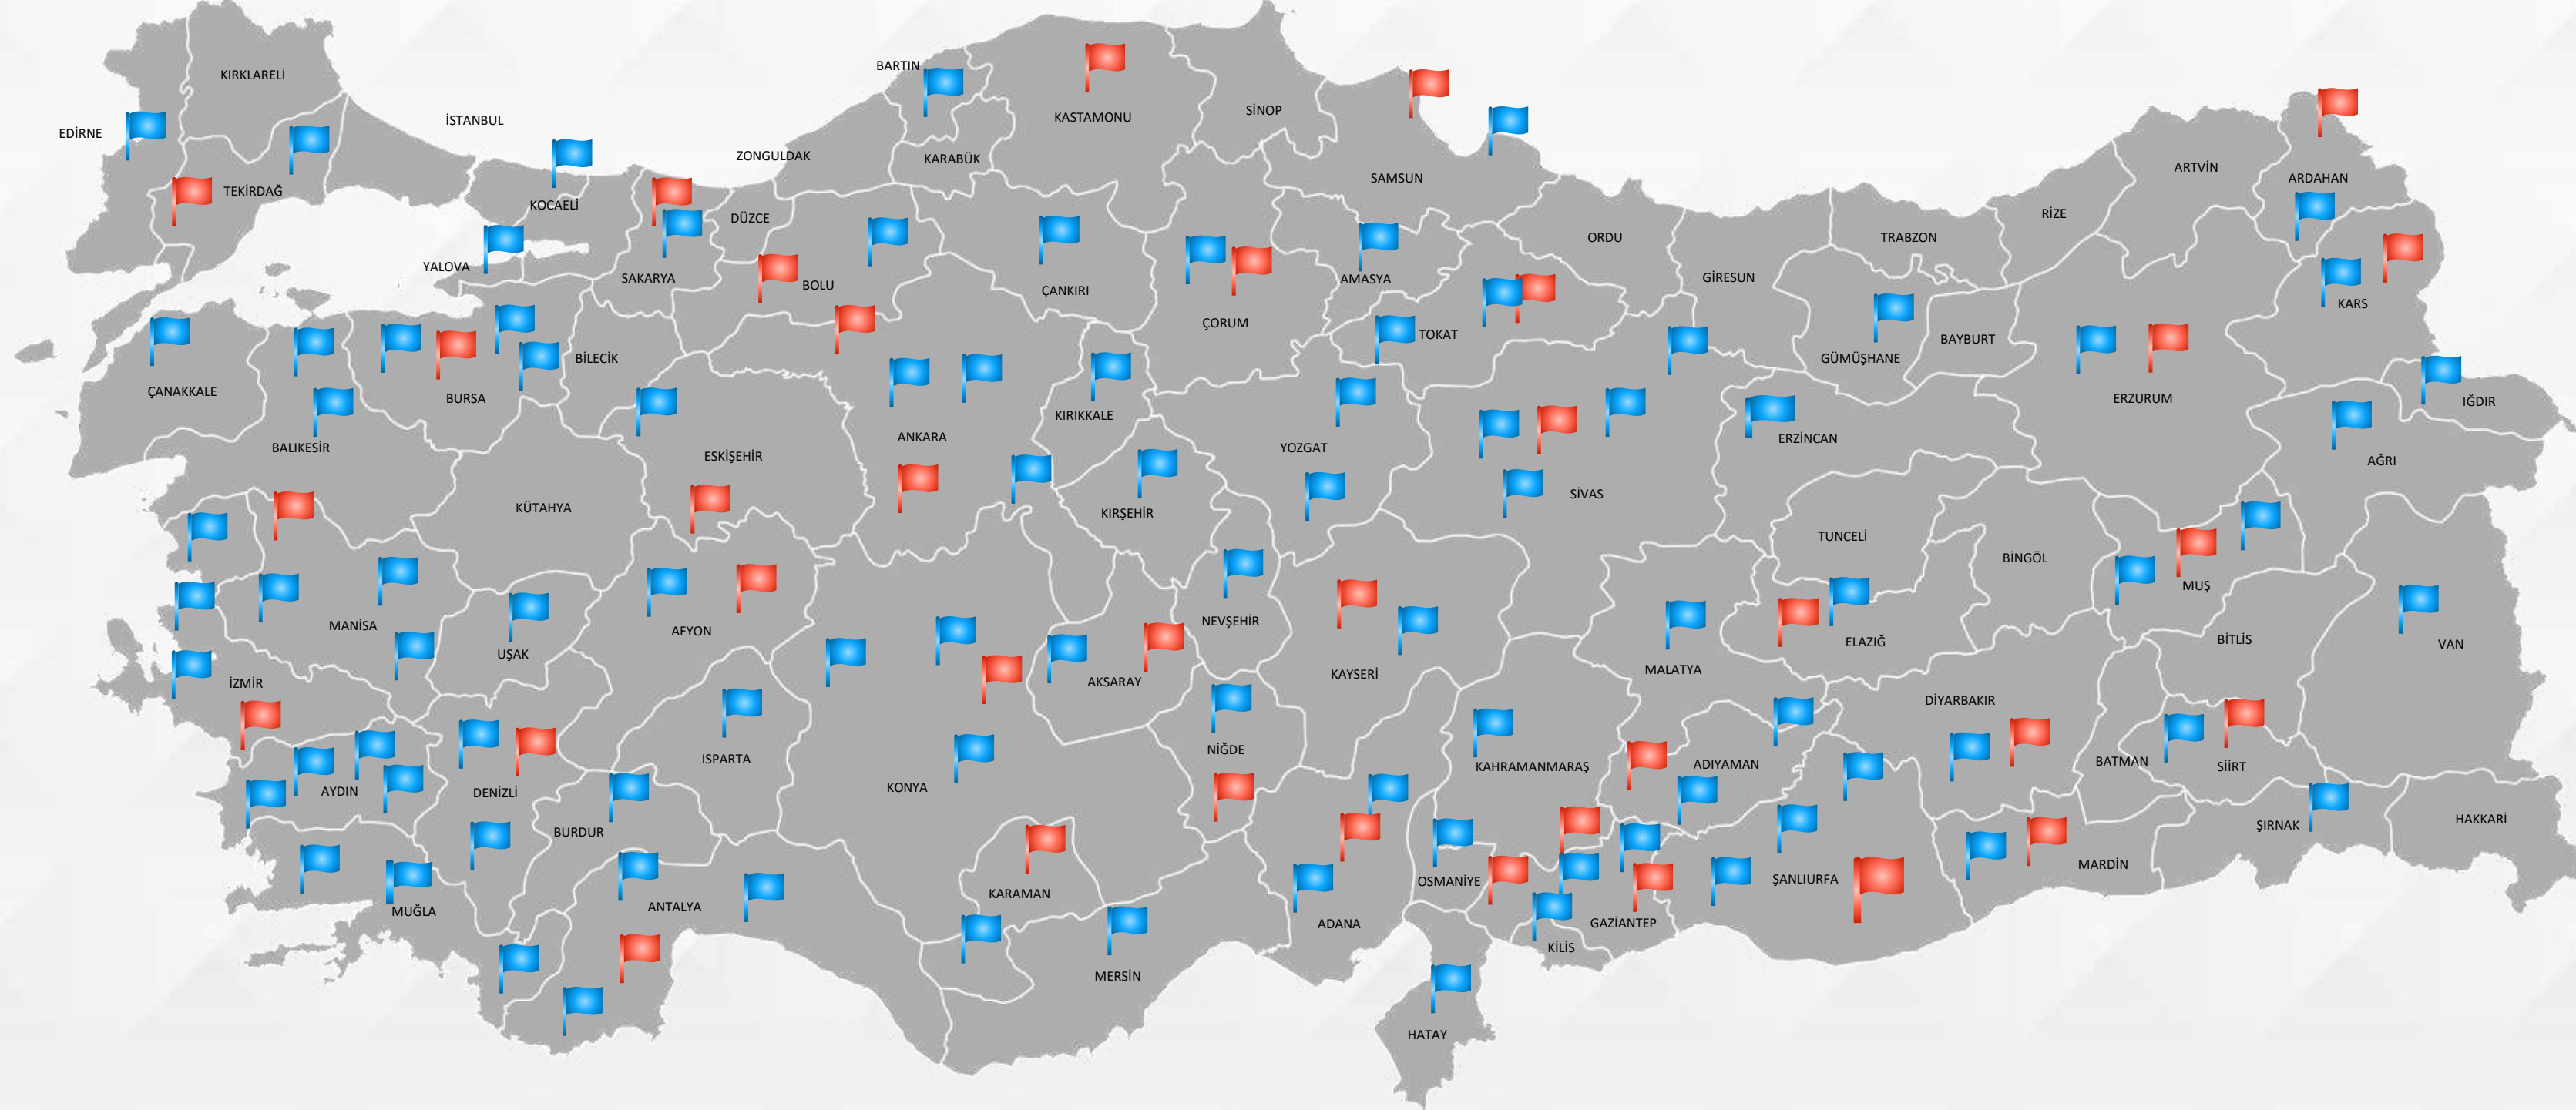 KIRKLARELİ
EDİRNE
TEKİRDAĞ
İSTANBUL
KOCAELİ
YALOVA
SAKARYA
DÜZCE
ZONGULDAK
BARTIN
KARABÜK
KASTAMONU
SİNOP
SAMSUN
BOLU
ÇANKIRI
ÇORUM
AMASYA
TOKAT
ORDU
GİRESUN
TRABZON
RİZE
ARTVİN
ARDAHAN
KARS
GÜMÜŞHANE
BAYBURT
ERZURUM
IĞDIR
AĞRI
ÇANAKKALE
BALIKESİR
BURSA
BİLECİK
ESKİŞEHİR
KÜTAHYA
ANKARA
KIRIKKALE
KIRŞEHİR
YOZGAT
SİVAS
ERZİNCAN
TUNCELİ
BİNGÖL
MUŞ
BİTLİS
VAN
MANİSA
UŞAK
AFYON
İZMİR
AKSARAY
NEVŞEHİR
KAYSERİ
MALATYA
ELAZIĞ
DİYARBAKIR
AYDIN
DENİZLİ
ISPARTA
BURDUR
KONYA
NİĞDE
KAHRAMANMARAŞ
ADIYAMAN
BATMAN
SİİRT
ŞIRNAK
HAKKARİ
MUĞLA
ANTALYA
KARAMAN
MERSİN
ADANA
OSMANİYE
GAZİANTEP
KİLİS
ŞANLIURFA
MARDİN
HATAY